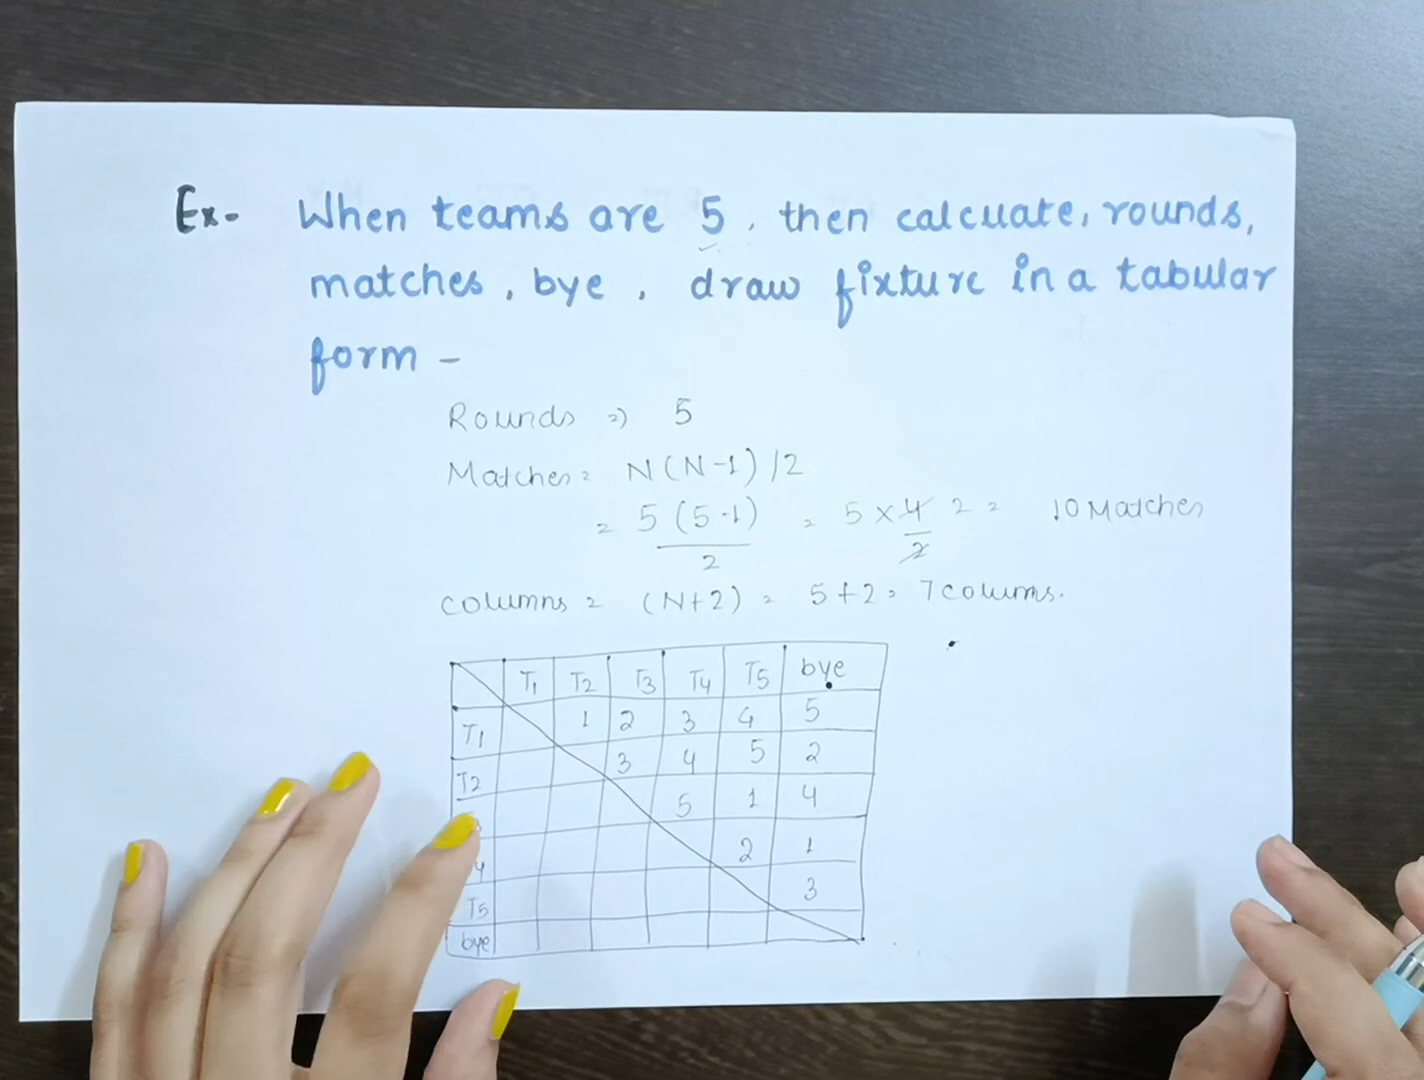 Ex- When teams are 5, then calcuate, rounds,
matches, bye, draw fixture in a tabular
form -
Rounds => 5
Matches = N(N-1)/2
= 5(5-1)/2 = 5x4/2 2 = 10 Matches
columns = (N+2) = 5+2= 7 colums.
T1 T2 T3 T4 T5 bye
T1 1 2 3 4 5
T2 3 4 5 2
5 1 4
4 2 1
T5 3
bye